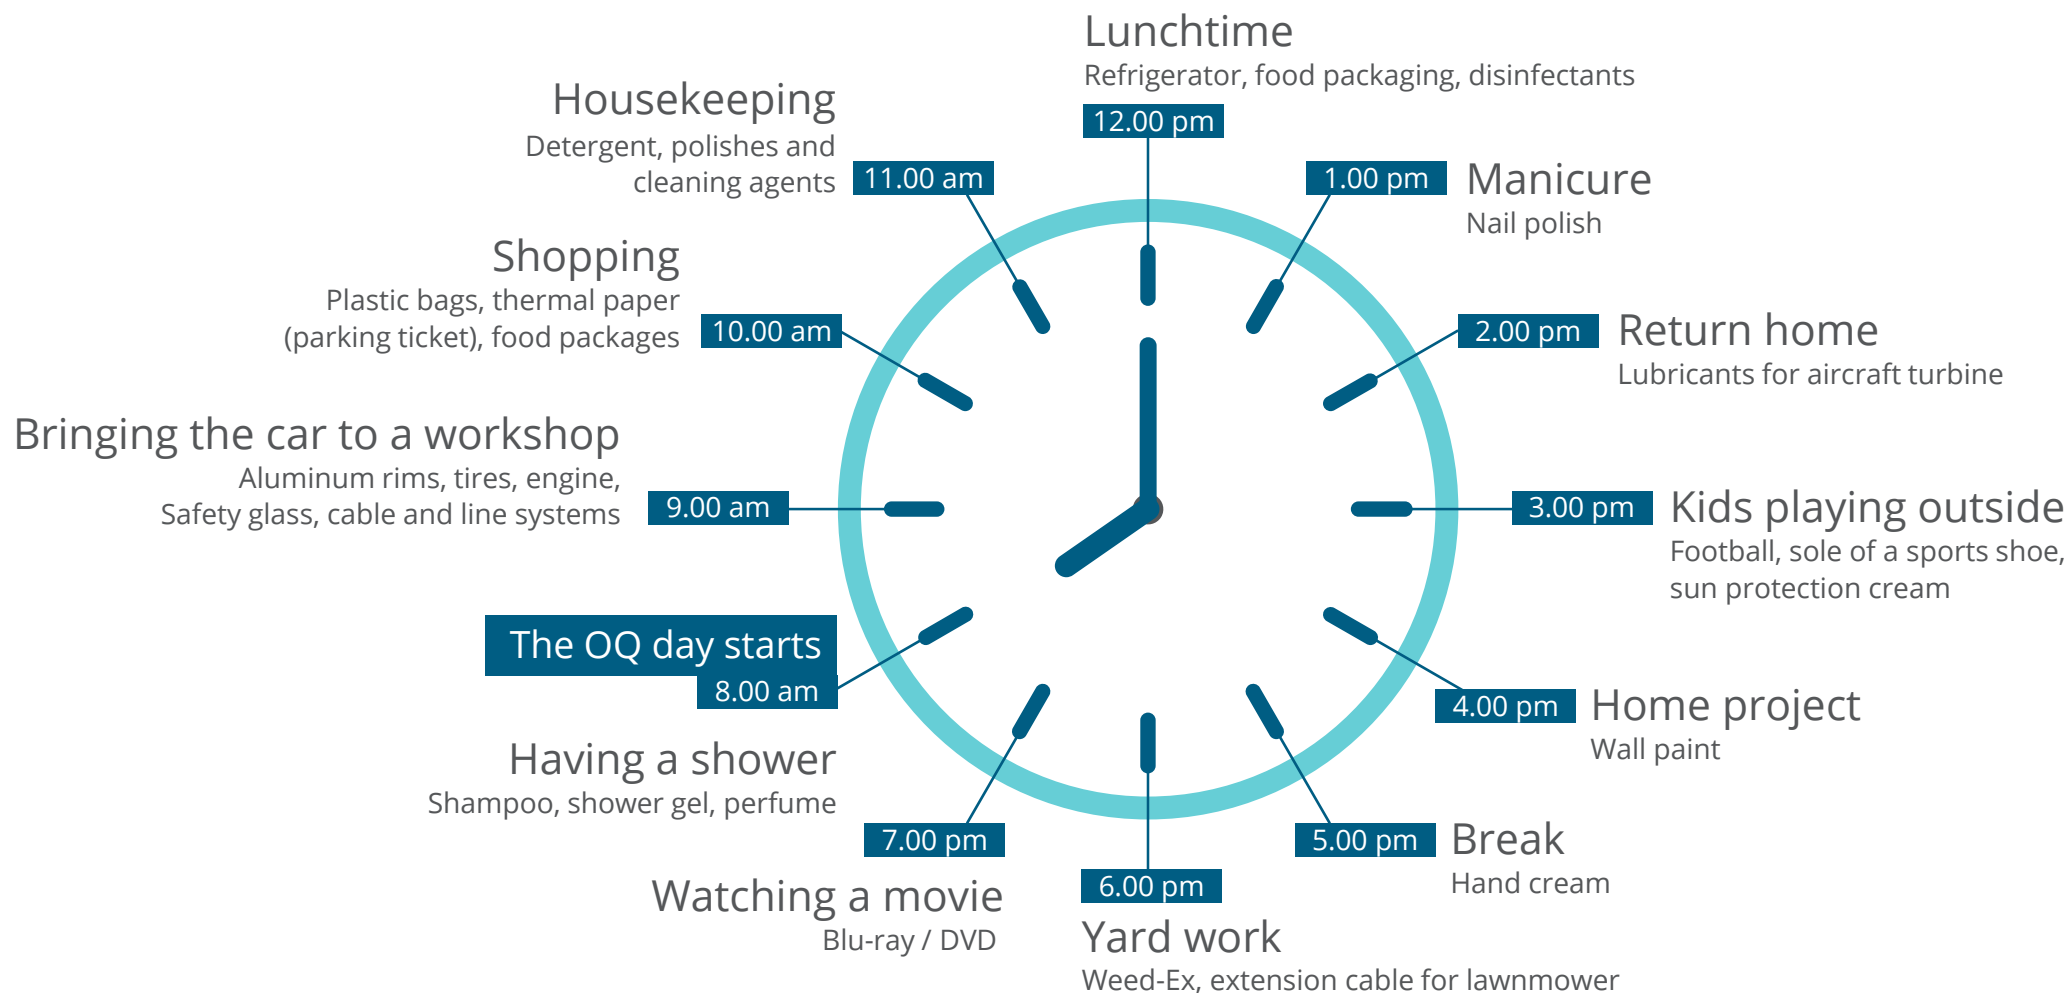 Lunchtime
Refrigerator, food packaging, disinfectants
12.00 pm
1.00 pm
Manicure
Nail polish
2.00 pm
Return home
Lubricants for aircraft turbine
3.00 pm
Kids playing outside
Football, sole of a sports shoe,
sun protection cream
4.00 pm
Home project
Wall paint
5.00 pm
Break
Hand cream
6.00 pm
Yard work
Weed-Ex, extension cable for lawnmower
7.00 pm
Watching a movie
Blu-ray / DVD
The OQ day starts
8.00 am
Having a shower
Shampoo, shower gel, perfume
Bringing the car to a workshop
Aluminum rims, tires, engine,
Safety glass, cable and line systems
9.00 am
Shopping
Plastic bags, thermal paper
(parking ticket), food packages
10.00 am
Housekeeping
Detergent, polishes and
cleaning agents
11.00 am